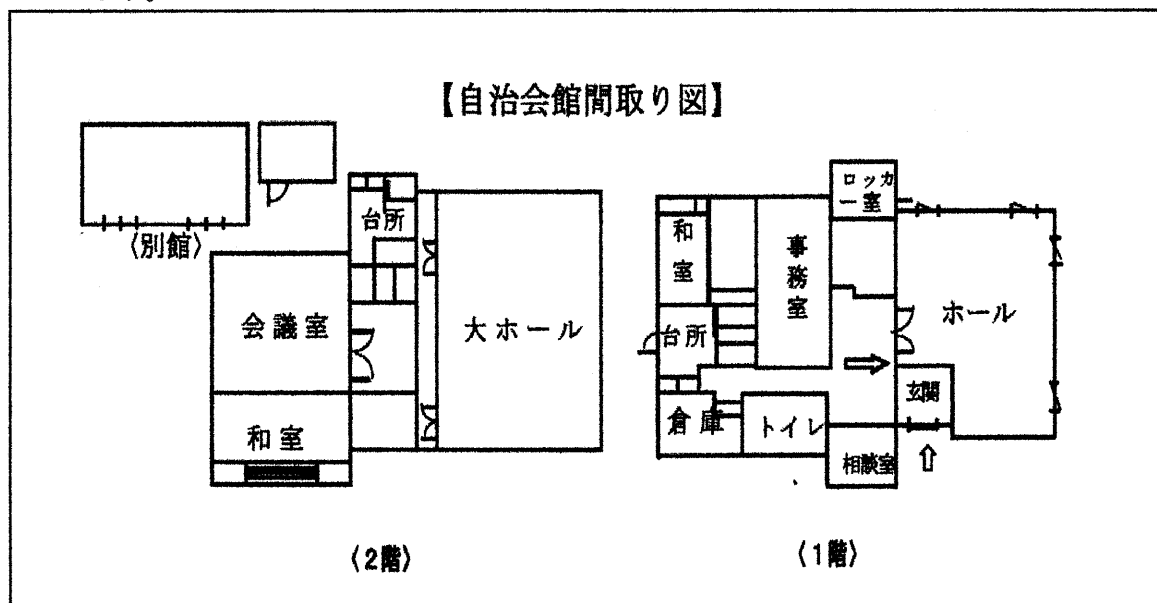 【自治会館間取り図】
〈別館〉
台所
会議室
大ホール
和室
〈2階〉
ロッカ
ー室
和室
事務室
ホール
台所
玄関
倉庫
トイレ
相談室
〈1階〉